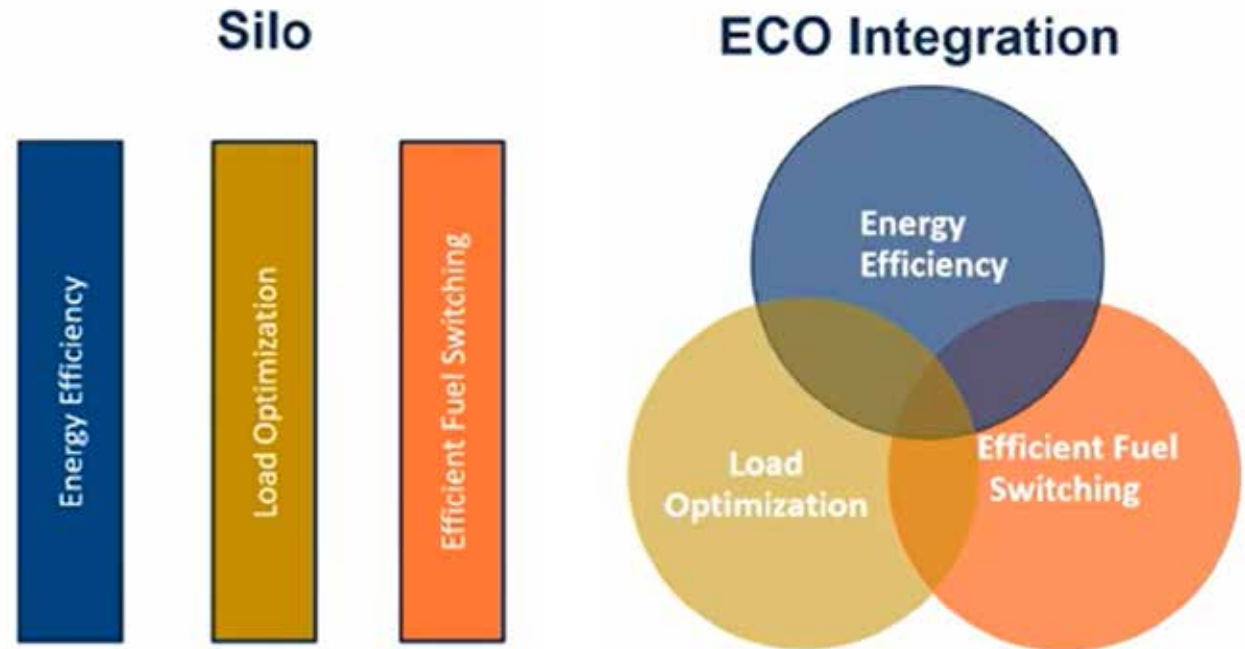 Silo
Energy Efficiency
Load Optimization
Efficient Fuel Switching
ECO Integration
Energy
Efficiency
Load
Optimization
Efficient Fuel
Switching